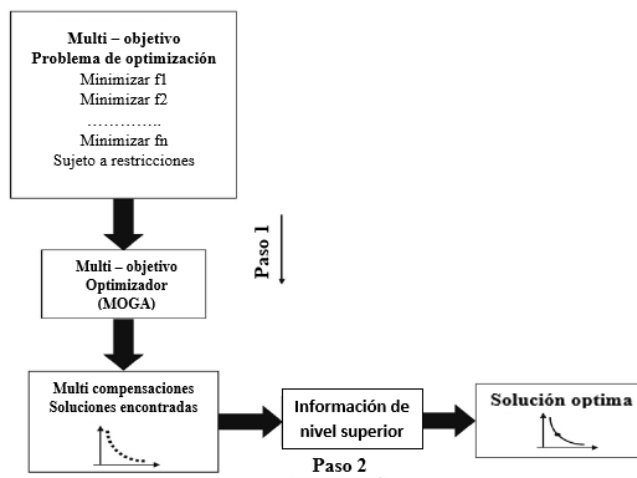 Multi – objetivo
Problema de optimización
Minimizar f1
Minimizar f2
…………..
Minimizar fn
Sujeto a restricciones
Paso 1
Multi – objetivo
Optimizador
(MOGA)
Multi compensaciones
Soluciones encontradas
Información de
nivel superior
Solución optima
Paso 2